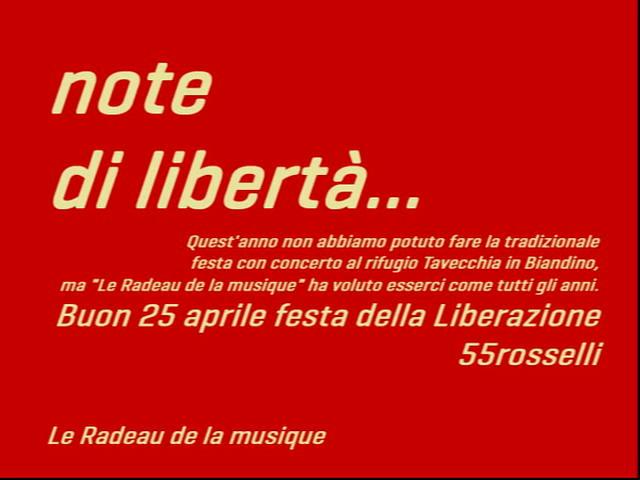 note
di libertà...
Quest'anno non abbiamo potuto fare la tradizionale
festa con concerto al rifugio Tavecchia in Biandino,
ma "Le Radeau de la musique" ha voluto esserci come tutti gli anni.
Buon 25 aprile festa della Liberazione
55rosselli
Le Radeau de la musique